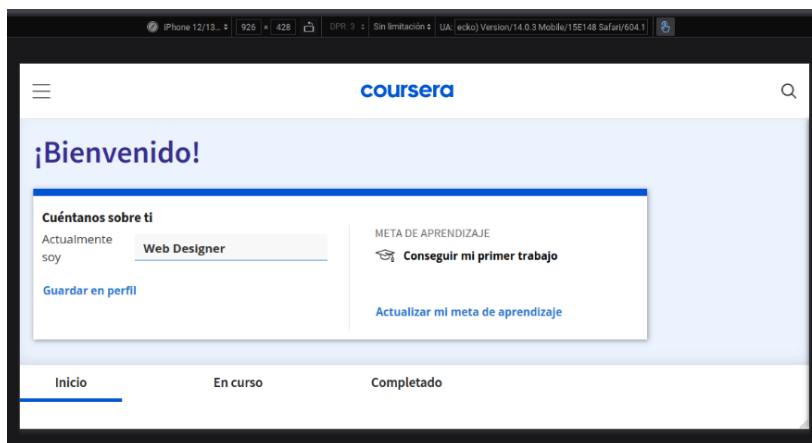 iPhone 12/13... 926 × 428 DPR: 3 Sin limitación UA: ecko) Version/14.0.3 Mobile/15E148 Safari/604.1
coursera
¡Bienvenido!
Cuéntanos sobre ti
Actualmente soy
Web Designer
Guardar en perfil
META DE APRENDIZAJE
Conseguir mi primer trabajo
Actualizar mi meta de aprendizaje
Inicio En curso Completado